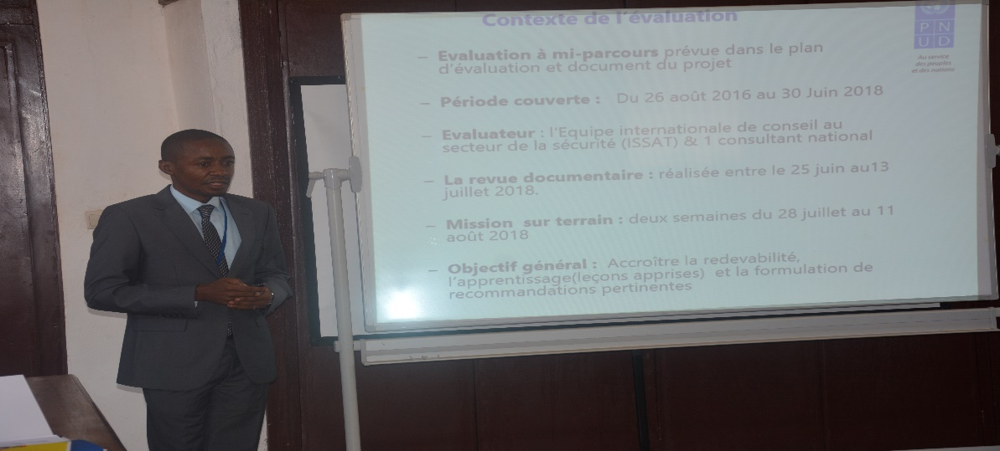 Contexte de l'évaluation
P N
U D
Au service
des peuples
et des nations
– Evaluation à mi-parcours prévue dans le plan
d'évaluation et document du projet
– Période couverte : Du 26 août 2016 au 30 Juin 2018
– Evaluateur : l'Equipe internationale de conseil au
secteur de la sécurité (ISSAT) & 1 consultant national
– La revue documentaire : réalisée entre le 25 juin au13
juillet 2018.
– Mission sur terrain : deux semaines du 28 juillet au 11
août 2018
2
– Objectif général : Accroître la redevabilité,
l'apprentissage(leçons apprises) et la formulation de
recommandations pertinentes